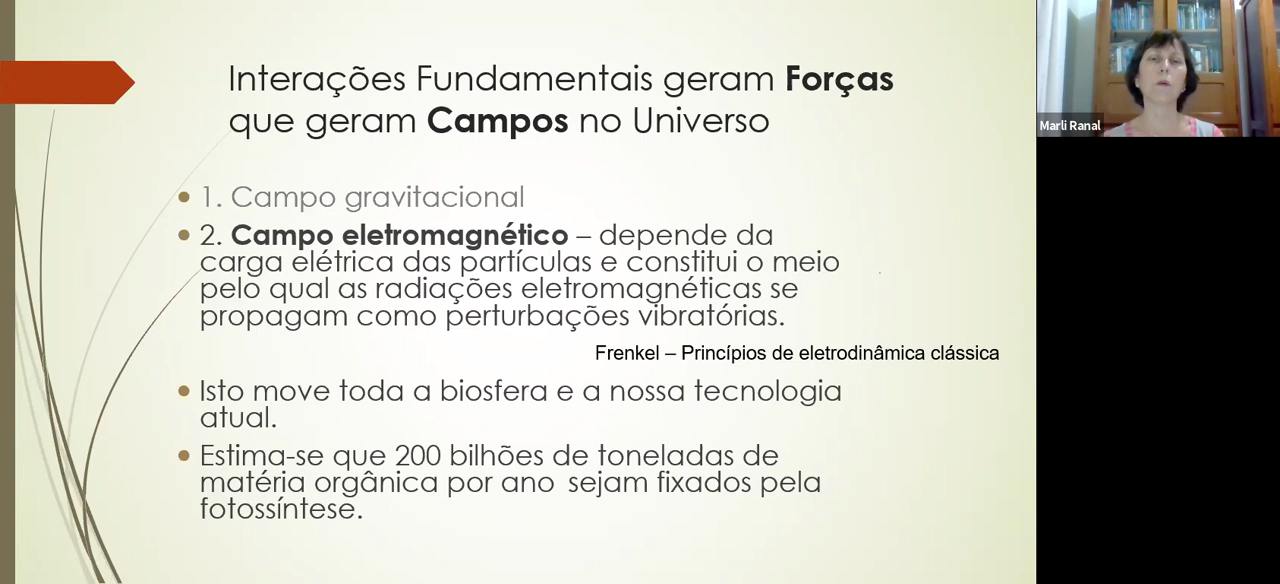 Interações Fundamentais geram Forças
que geram Campos no Universo
1. Campo gravitacional
2. Campo eletromagnético – depende da
carga elétrica das partículas e constitui o meio
pelo qual as radiações eletromagnéticas se
propagam como perturbações vibratórias.
Frenkel – Princípios de eletrodinâmica clássica
Isto move toda a biosfera e a nossa tecnologia
atual.
Estima-se que 200 bilhões de toneladas de
matéria orgânica por ano sejam fixados pela
fotossíntese.
Marli Ranal